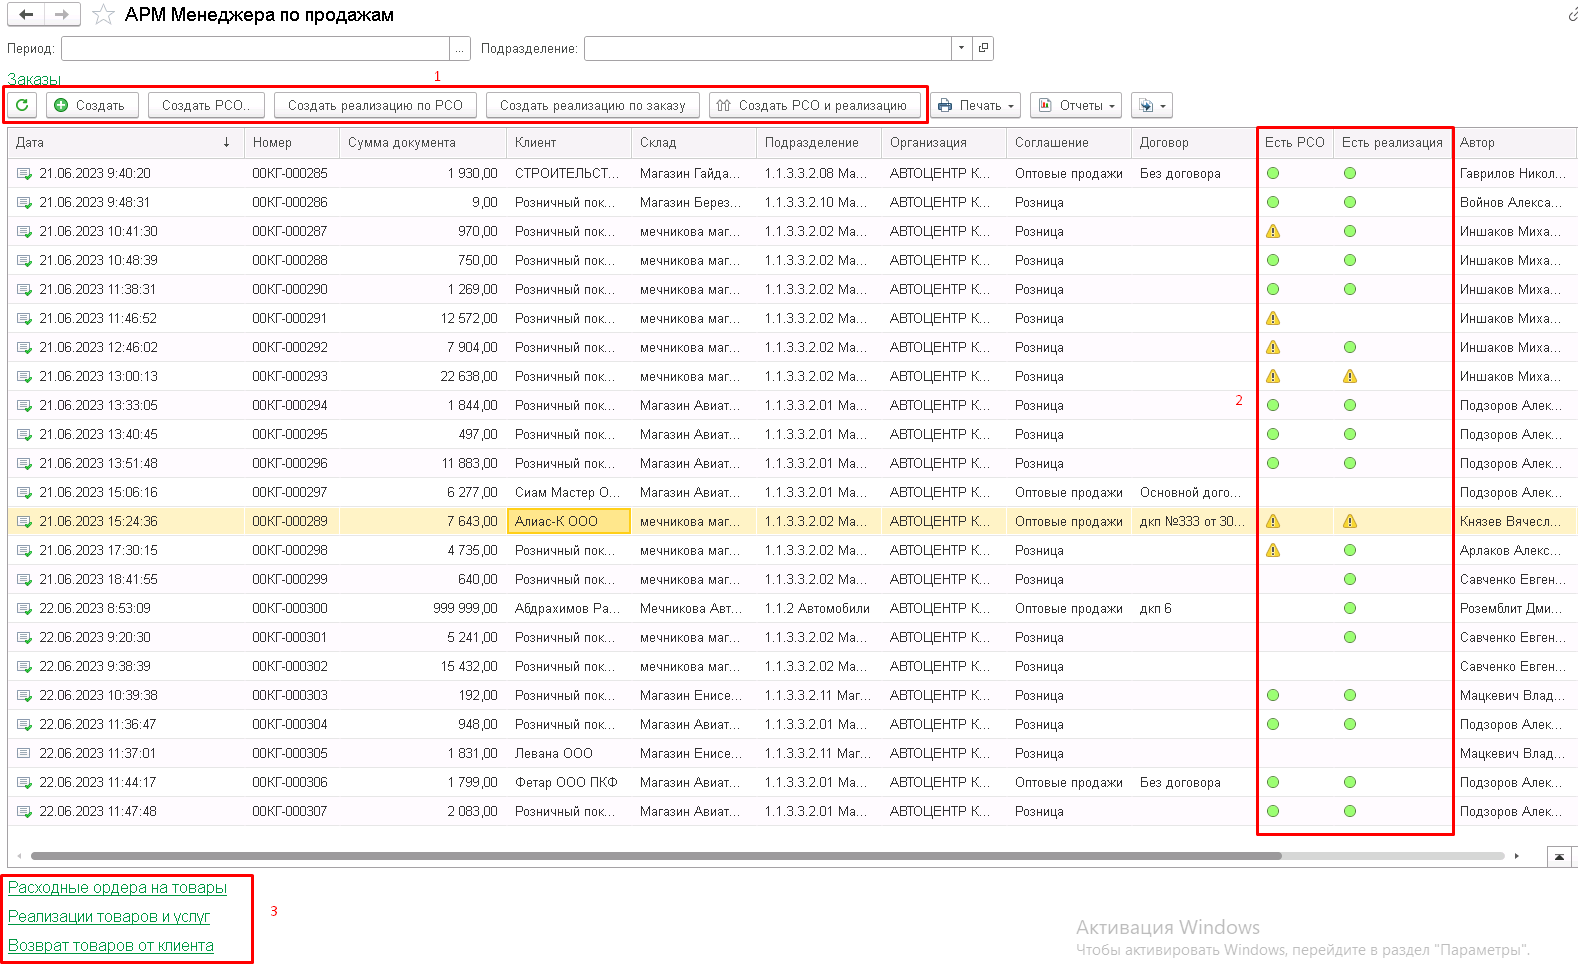 АРМ Менеджера по продажам
Период: ... Подразделение:
Заказы 1
Создать Создать РСО.. Создать реализацию по РСО Создать реализацию по заказу Создать РСО и реализацию Печать Отчеты
Дата ↓ Номер Сумма документа Клиент Склад Подразделение Организация Соглашение Договор Есть РСО Есть реализация Автор
21.06.2023 9:40:20 00КГ-000285 1 930,00 СТРОИТЕЛЬСТ... Магазин Гайда... 1.1.3.3.2.08 Ма... АВТОЦЕНТР К... Оптовые продажи Без договора Гаврилов Никол...
21.06.2023 9:48:31 00КГ-000286 9,00 Розничный пок... Магазин Берез... 1.1.3.3.2.10 Ма... АВТОЦЕНТР К... Розница Войнов Алекса...
21.06.2023 10:41:30 00КГ-000287 970,00 Розничный пок... мечникова маг... 1.1.3.3.2.02 Ма... АВТОЦЕНТР К... Розница Иншаков Миха...
21.06.2023 10:48:39 00КГ-000288 750,00 Розничный пок... мечникова маг... 1.1.3.3.2.02 Ма... АВТОЦЕНТР К... Розница Иншаков Миха...
21.06.2023 11:38:31 00КГ-000290 1 269,00 Розничный пок... мечникова маг... 1.1.3.3.2.02 Ма... АВТОЦЕНТР К... Розница Иншаков Миха...
21.06.2023 11:46:52 00КГ-000291 12 572,00 Розничный пок... мечникова маг... 1.1.3.3.2.02 Ма... АВТОЦЕНТР К... Розница Иншаков Миха...
21.06.2023 12:46:02 00КГ-000292 7 904,00 Розничный пок... мечникова маг... 1.1.3.3.2.02 Ма... АВТОЦЕНТР К... Розница Иншаков Миха...
21.06.2023 13:00:13 00КГ-000293 22 638,00 Розничный пок... мечникова маг... 1.1.3.3.2.02 Ма... АВТОЦЕНТР К... Розница Иншаков Миха...
21.06.2023 13:33:05 00КГ-000294 1 844,00 Розничный пок... Магазин Авиат... 1.1.3.3.2.01 Ма... АВТОЦЕНТР К... Розница 2 Подзоров Алек...
21.06.2023 13:40:45 00КГ-000295 497,00 Розничный пок... Магазин Авиат... 1.1.3.3.2.01 Ма... АВТОЦЕНТР К... Розница Подзоров Алек...
21.06.2023 13:51:48 00КГ-000296 11 883,00 Розничный пок... Магазин Авиат... 1.1.3.3.2.01 Ма... АВТОЦЕНТР К... Розница Подзоров Алек...
21.06.2023 15:06:16 00КГ-000297 6 277,00 Сиам Мастер О... Магазин Авиат... 1.1.3.3.2.01 Ма... АВТОЦЕНТР К... Оптовые продажи Основной дого... Подзоров Алек...
21.06.2023 15:24:36 00КГ-000289 7 643,00 Алиас-К ООО мечникова маг... 1.1.3.3.2.02 Ма... АВТОЦЕНТР К... Оптовые продажи дкп №333 от 30... Князев Вячесл...
21.06.2023 17:30:15 00КГ-000298 4 735,00 Розничный пок... мечникова маг... 1.1.3.3.2.02 Ма... АВТОЦЕНТР К... Розница Арлаков Алекс...
21.06.2023 18:41:55 00КГ-000299 640,00 Розничный пок... мечникова маг... 1.1.3.3.2.02 Ма... АВТОЦЕНТР К... Розница Савченко Евген...
22.06.2023 8:53:09 00КГ-000300 999 999,00 Абдрахимов Ра... Мечникова Авт... 1.1.2 Автомобили АВТОЦЕНТР К... Оптовые продажи дкп 6 Роземблит Дми...
22.06.2023 9:20:30 00КГ-000301 5 241,00 Розничный пок... мечникова маг... 1.1.3.3.2.02 Ма... АВТОЦЕНТР К... Розница Савченко Евген...
22.06.2023 9:38:39 00КГ-000302 15 432,00 Розничный пок... мечникова маг... 1.1.3.3.2.02 Ма... АВТОЦЕНТР К... Розница Савченко Евген...
22.06.2023 10:39:38 00КГ-000303 192,00 Розничный пок... Магазин Енисе... 1.1.3.3.2.11 Маг... АВТОЦЕНТР К... Розница Мацкевич Влад...
22.06.2023 11:36:47 00КГ-000304 948,00 Розничный пок... Магазин Авиат... 1.1.3.3.2.01 Ма... АВТОЦЕНТР К... Розница Подзоров Алек...
22.06.2023 11:37:01 00КГ-000305 1 831,00 Левана ООО Магазин Енисе... 1.1.3.3.2.11 Маг... АВТОЦЕНТР К... Розница Мацкевич Влад...
22.06.2023 11:44:17 00КГ-000306 1 799,00 Фетар ООО ПКФ Магазин Авиат... 1.1.3.3.2.01 Ма... АВТОЦЕНТР К... Оптовые продажи Без договора Подзоров Алек...
22.06.2023 11:47:48 00КГ-000307 2 083,00 Розничный пок... Магазин Авиат... 1.1.3.3.2.01 Ма... АВТОЦЕНТР К... Розница Подзоров Алек...
Расходные ордера на товары
Реализации товаров и услуг 3
Возврат товаров от клиента
Активация Windows
Чтобы активировать Windows, перейдите в раздел "Параметры".